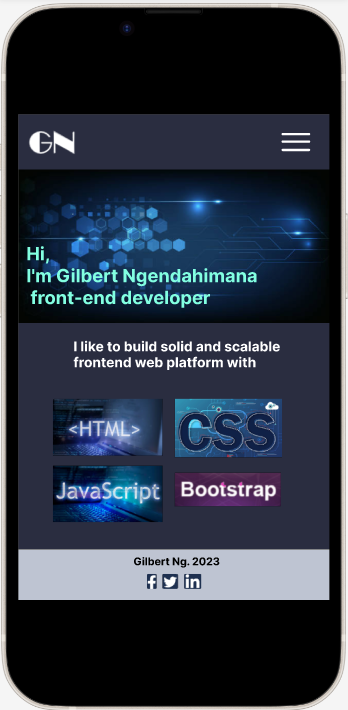 GN
Hi,
I'm Gilbert Ngendahimana
front-end developer
I like to build solid and scalable
frontend web platform with
<HTML>
CSS
JavaScript
Bootstrap
Gilbert Ng. 2023